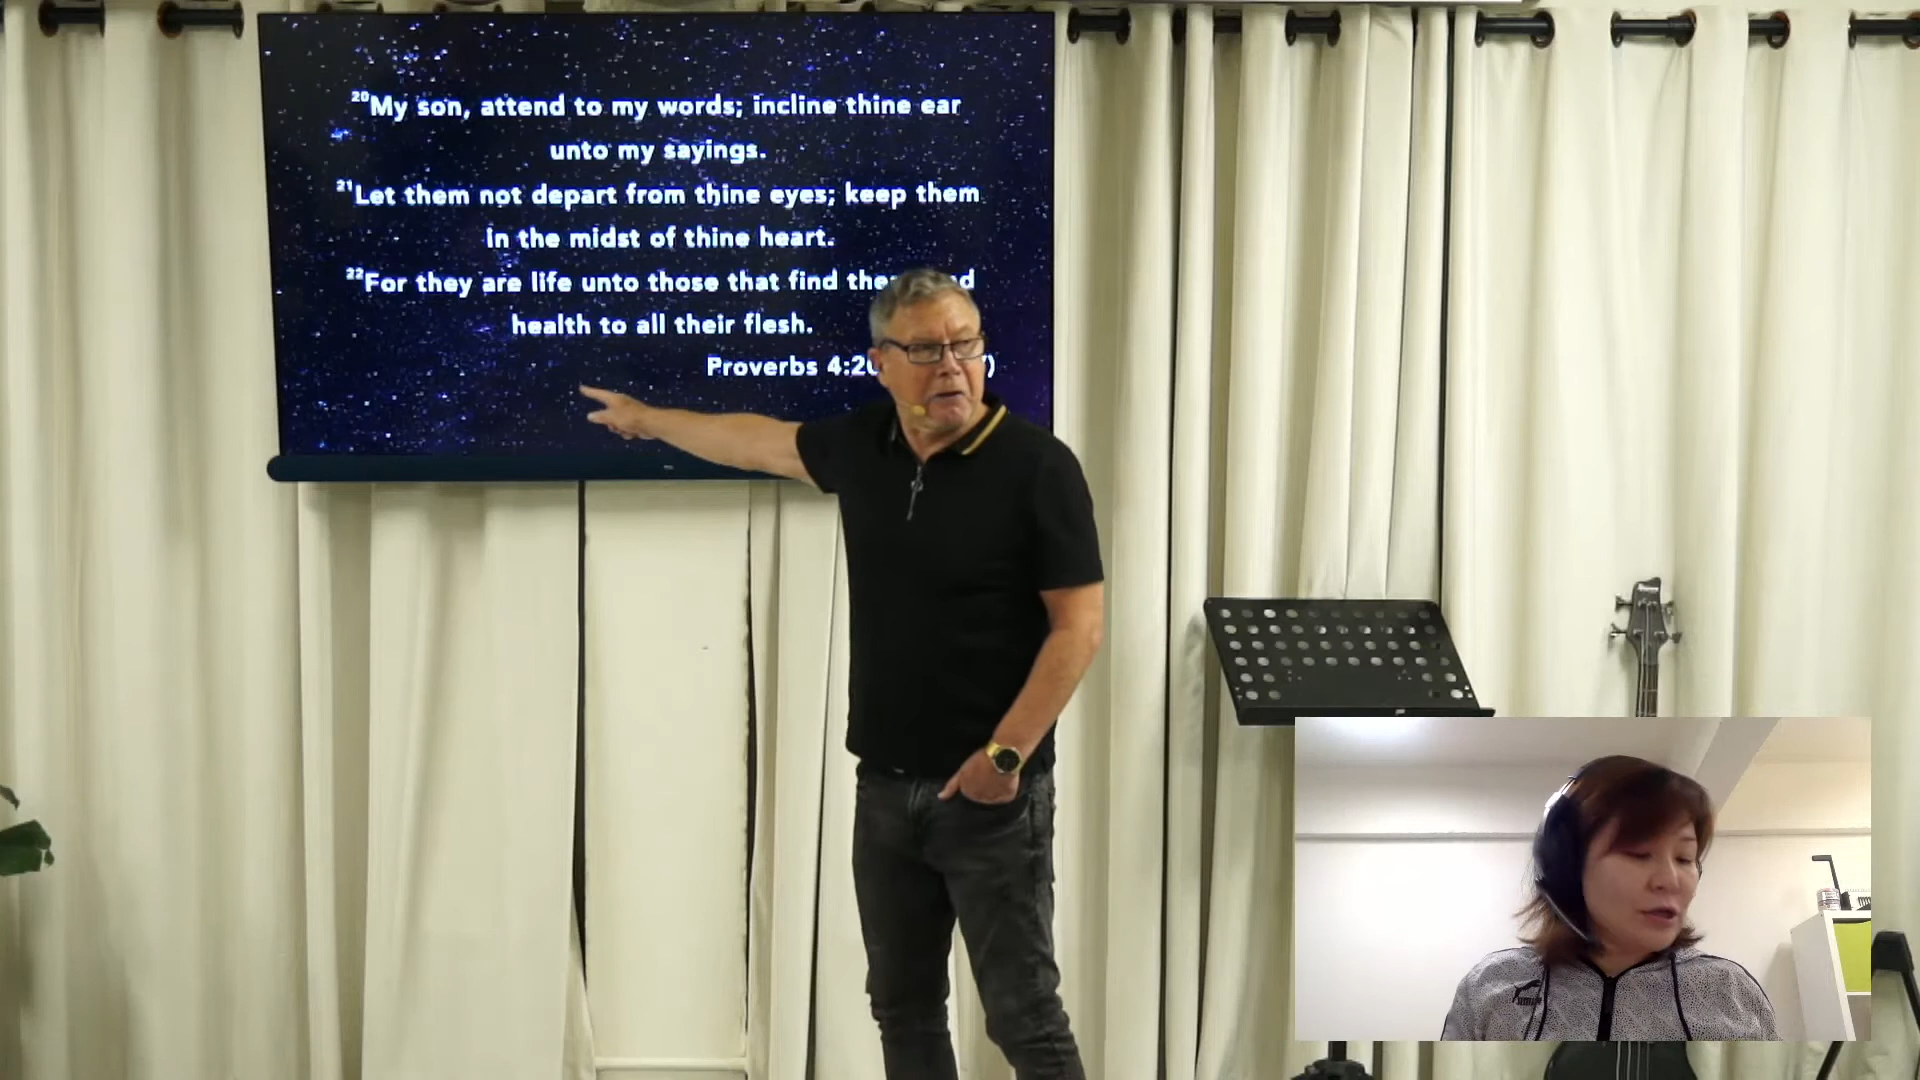 20My son, attend to my words; incline thine ear
unto my sayings.
21Let them not depart from thine eyes; keep them
in the midst of thine heart.
22For they are life unto those that find
health to all their flesh.
Proverbs 4:20